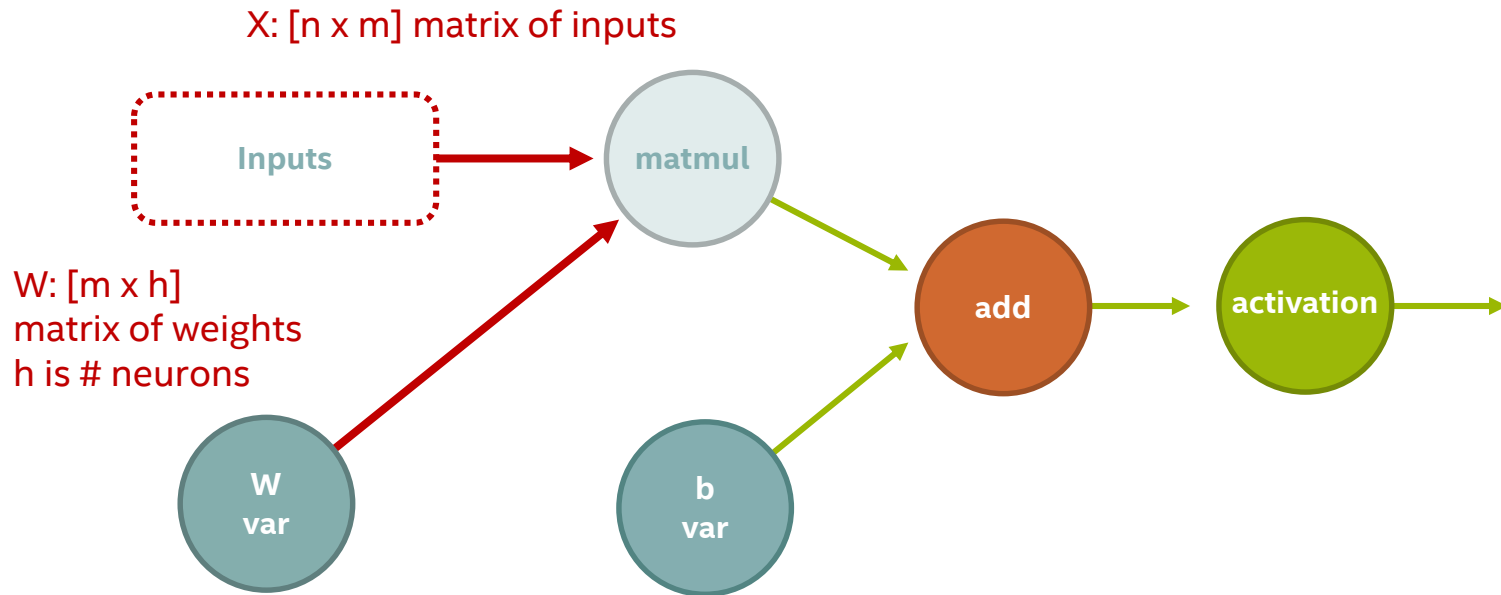 X: [n x m] matrix of inputs
Inputs
matmul
W: [m x h]
matrix of weights
h is # neurons
add
activation
W
var
b
var